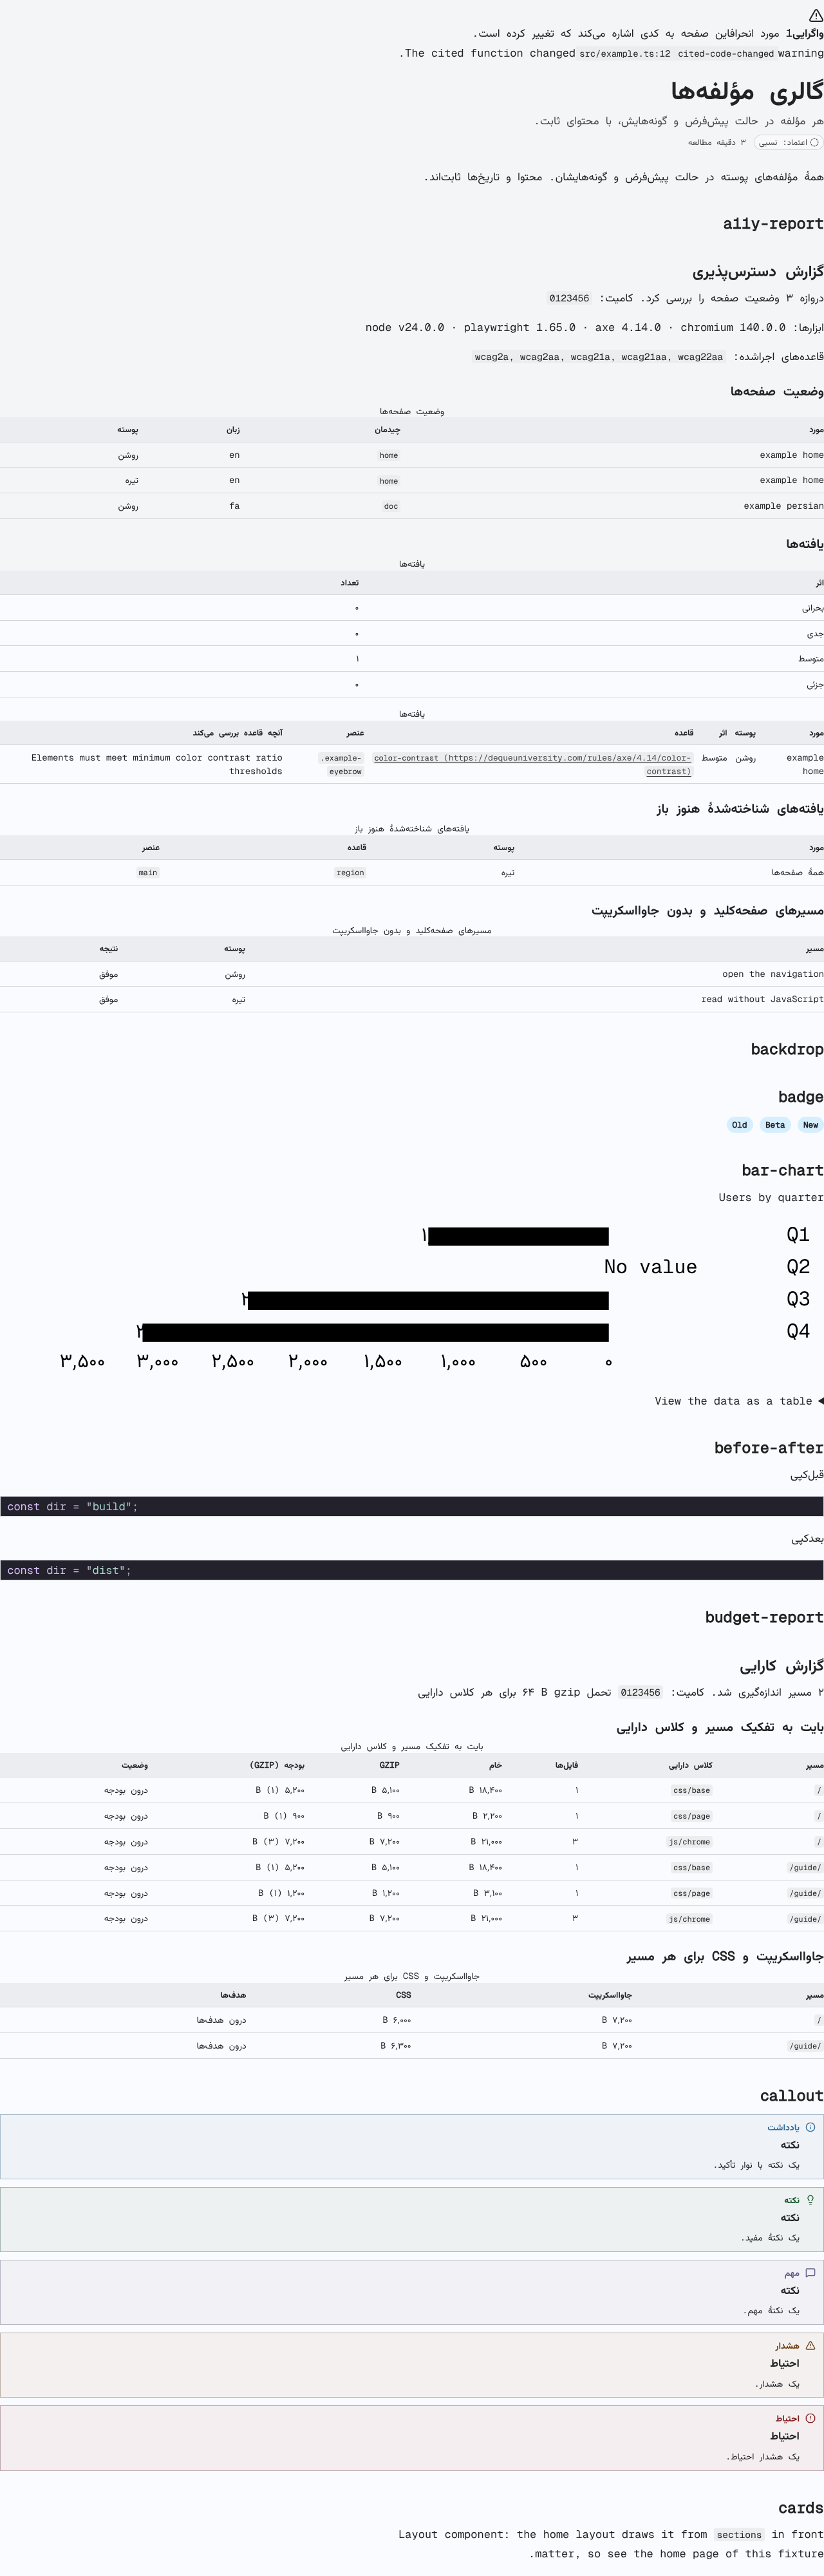 واگرایی1 مورد انحرافاین صفحه به کدی اشاره می‌کند که تغییر کرده است.
warning cited-code-changed src/example.ts:12 The cited function changed.
گالری مؤلفه‌ها
هر مؤلفه در حالت پیش‌فرض و گونه‌هایش، با محتوای ثابت.
اعتماد: نسبی ۳ دقیقه مطالعه
همهٔ مؤلفه‌های پوسته در حالت پیش‌فرض و گونه‌هایشان. محتوا و تاریخ‌ها ثابت‌اند.
a11y-report
گزارش دسترس‌پذیری
دروازه ۳ وضعیت صفحه را بررسی کرد. کامیت: 0123456
ابزارها: node v24.0.0 · playwright 1.65.0 · axe 4.14.0 · chromium 140.0.0
قاعده‌های اجراشده: wcag2a, wcag2aa, wcag21a, wcag21aa, wcag22aa
وضعیت صفحه‌ها
وضعیت صفحه‌ها
مورد چیدمان زبان پوسته
example home home en روشن
example home home en تیره
example persian doc fa روشن
یافته‌ها
یافته‌ها
اثر تعداد
بحرانی ۰
جدی ۰
متوسط ۱
جزئی ۰
یافته‌ها
مورد پوسته اثر قاعده عنصر آنچه قاعده بررسی می‌کند
example home روشن متوسط color-contrast (https://dequeuniversity.com/rules/axe/4.14/color-contrast) .example-eyebrow Elements must meet minimum color contrast ratio thresholds
یافته‌های شناخته‌شدهٔ هنوز باز
یافته‌های شناخته‌شدهٔ هنوز باز
مورد پوسته قاعده عنصر
همهٔ صفحه‌ها تیره region main
مسیرهای صفحه‌کلید و بدون جاوااسکریپت
مسیرهای صفحه‌کلید و بدون جاوااسکریپت
مسیر پوسته نتیجه
open the navigation روشن موفق
read without JavaScript تیره موفق
backdrop
badge
New Beta Old
bar-chart
Users by quarter
Q1 ۱
Q2 No value
Q3
Q4
۰ ۵۰۰ ۱,۰۰۰ ۱,۵۰۰ ۲,۰۰۰ ۲,۵۰۰ ۳,۰۰۰ ۳,۵۰۰
View the data as a table
before-after
قبل‌کپی
const dir = "build";
بعدکپی
const dir = "dist";
budget-report
گزارش کارایی
۲ مسیر اندازه‌گیری شد. کامیت: 0123456 تحمل ۶۴ B gzip برای هر کلاس دارایی
بایت به تفکیک مسیر و کلاس دارایی
بایت به تفکیک مسیر و کلاس دارایی
مسیر کلاس دارایی فایل‌ها خام GZIP بودجه (GZIP) وضعیت
/ css/base ۱ ۱۸,۴۰۰ B ۵,۱۰۰ B ۵,۲۰۰ B (۱) درون بودجه
/ css/page ۱ ۲,۲۰۰ B ۹۰۰ B ۹۰۰ B (۱) درون بودجه
/ js/chrome ۳ ۲۱,۰۰۰ B ۷,۲۰۰ B ۷,۲۰۰ B (۳) درون بودجه
/guide/ css/base ۱ ۱۸,۴۰۰ B ۵,۱۰۰ B ۵,۲۰۰ B (۱) درون بودجه
/guide/ css/page ۱ ۳,۱۰۰ B ۱,۲۰۰ B ۱,۲۰۰ B (۱) درون بودجه
/guide/ js/chrome ۳ ۲۱,۰۰۰ B ۷,۲۰۰ B ۷,۲۰۰ B (۳) درون بودجه
جاوااسکریپت و CSS برای هر مسیر
جاوااسکریپت و CSS برای هر مسیر
مسیر جاوااسکریپت CSS هدف‌ها
/ ۷,۲۰۰ B ۶,۰۰۰ B درون هدف‌ها
/guide/ ۷,۲۰۰ B ۶,۳۰۰ B درون هدف‌ها
callout
یادداشت
نکته
یک نکته با نوار تأکید.
نکته
نکته
یک نکتهٔ مفید.
مهم
نکته
یک نکتهٔ مهم.
هشدار
احتیاط
یک هشدار.
احتیاط
احتیاط
یک هشدار احتیاط.
cards
Layout component: the home layout draws it from sections in front
matter, so see the home page of this fixture.